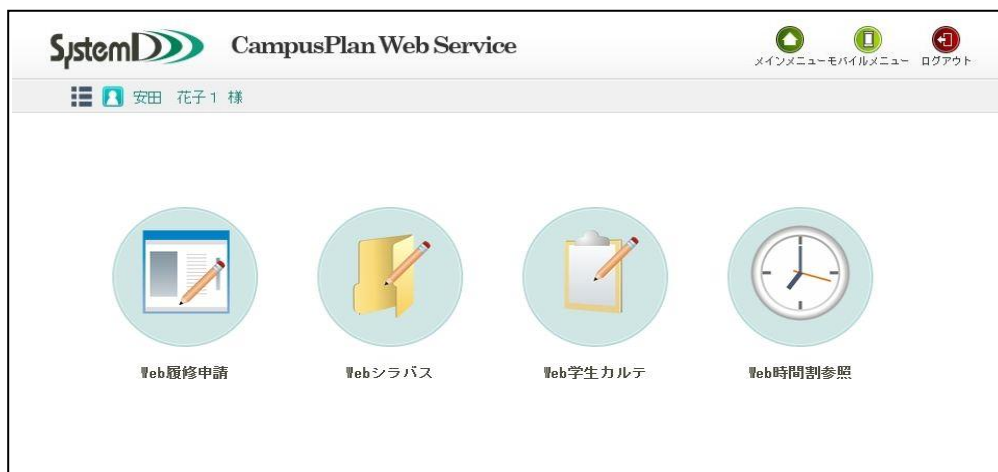 SystemD
CampusPlan Web Service
メインメニュー モバイルメニュー ログアウト
安田 花子1 様
Web履修申請 Webシラバス Web学生カルテ Web時間割参照